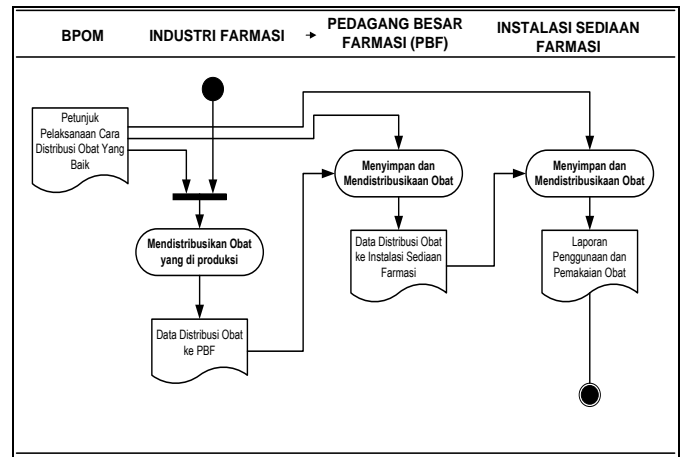 BPOM
INDUSTRI FARMASI
PEDAGANG BESAR
FARMASI (PBF)
INSTALASI SEDIAAN
FARMASI
Petunjuk
Pelaksanaan Cara
Distribusi Obat Yang
Baik
Mendistribusikan Obat
yang di produksi
Data Distribusi Obat
ke PBF
Menyimpan dan
Mendistribusikaan Obat
Data Distribusi Obat
ke Instalasi Sediaan
Farmasi
Menyimpan dan
Mendistribusikaan Obat
Laporan
Penggunaan dan
Pemakaian Obat